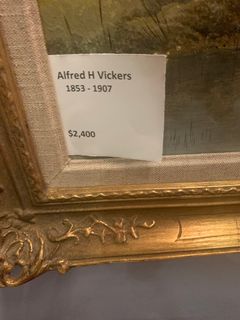 Alfred H Vickers
1853 - 1907
$2,400